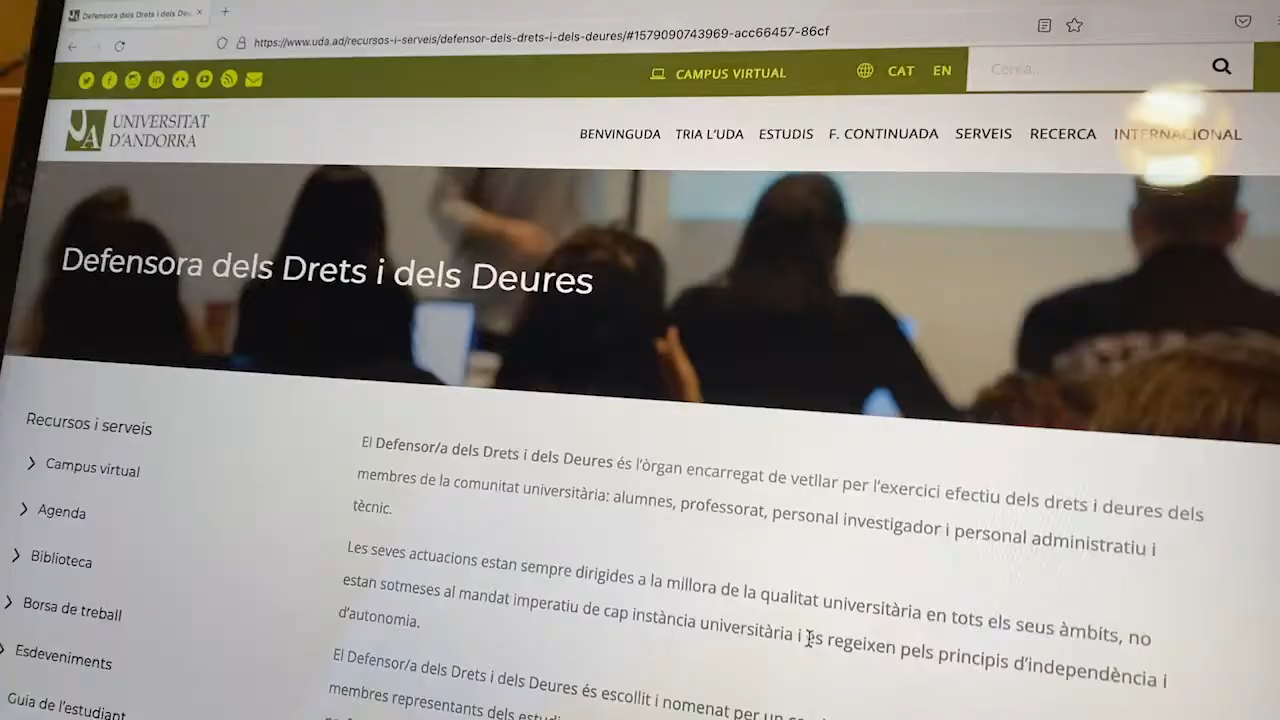 Defensora dels Drets i dels Deu
https://www.uda.ad/recursos-i-serveis/defensor-dels-drets-i-dels-deures/#1579090743969-acc66457-86cf
CAMPUS VIRTUAL
CAT EN
Cerca...
UNIVERSITAT
D'ANDORRA
BENVINGUDA TRIA L'UDA ESTUDIS F. CONTINUADA SERVEIS RECERCA INTERNACIONAL
Defensora dels Drets i dels Deures
Recursos i serveis
Campus virtual
Agenda
Biblioteca
Borsa de treball
Esdeveniments
Guia de l'estudiant
El Defensor/a dels Drets i dels Deures és l'òrgan encarregat de vetllar per l'exercici efectiu dels drets i deures dels
membres de la comunitat universitària: alumnes, professorat, personal investigador i personal administratiu i
tècnic.
Les seves actuacions estan sempre dirigides a la millora de la qualitat universitària en tots els seus àmbits, no
estan sotmeses al mandat imperatiu de cap instància universitària i es regeixen pels principis d'independència i
d'autonomia.
El Defensor/a dels Drets i dels Deures és escollit i nomenat per un
membres representants dels